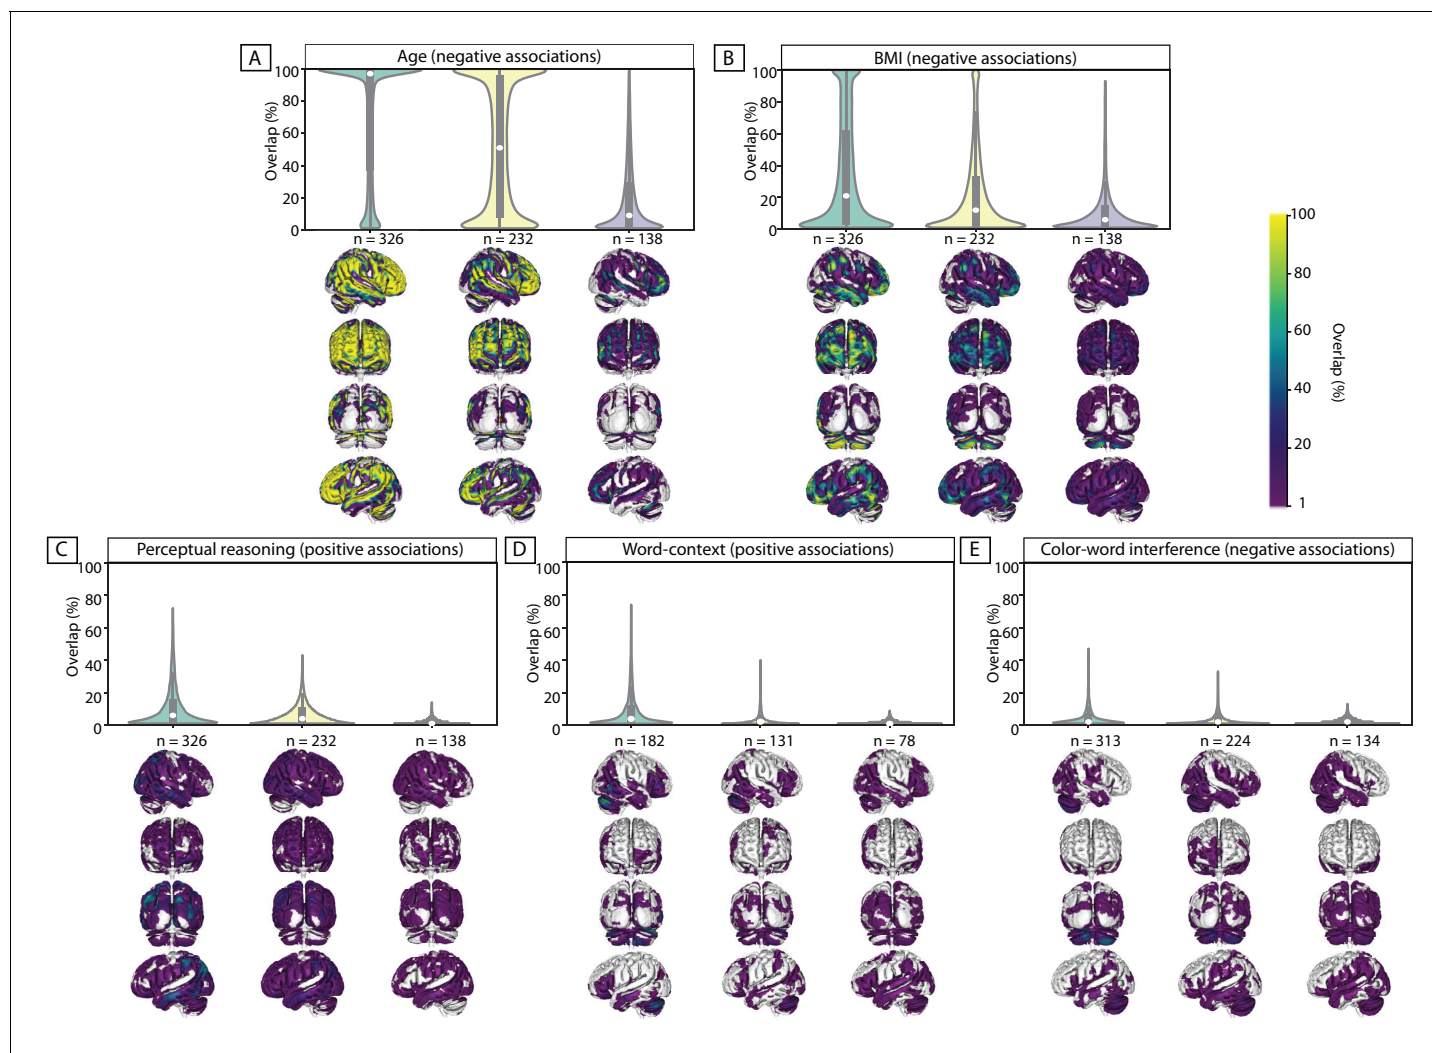 A
Age (negative associations)
Overlap (%)
100
80
60
40
20
0
n = 326
n = 232
n = 138
B
BMI (negative associations)
Overlap (%)
100
80
60
40
20
0
n = 326
n = 232
n = 138
100
80
60
40
20
1
Overlap (%)
C
Perceptual reasoning (positive associations)
Overlap (%)
100
80
60
40
20
0
n = 326
n = 232
n = 138
D
Word-context (positive associations)
Overlap (%)
100
80
60
40
20
0
n = 182
n = 131
n = 78
E
Color-word interference (negative associations)
Overlap (%)
100
80
60
40
20
0
n = 313
n = 224
n = 134